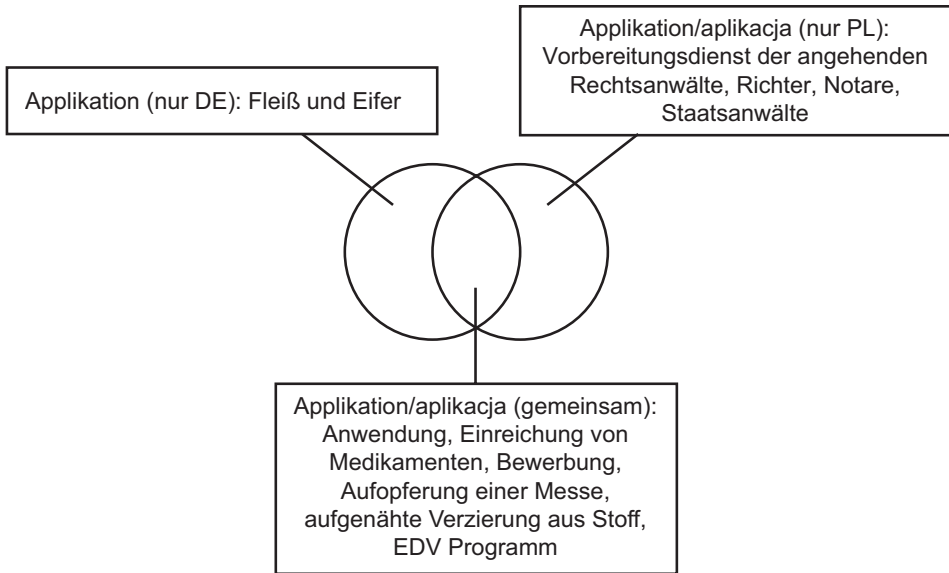 Applikation (nur DE): Fleiß und Eifer
Applikation/aplikacja (nur PL):
Vorbereitungsdienst der angehenden
Rechtsanwälte, Richter, Notare,
Staatsanwälte
Applikation/aplikacja (gemeinsam):
Anwendung, Einreichung von
Medikamenten, Bewerbung,
Aufopferung einer Messe,
aufgenähte Verzierung aus Stoff,
EDV Programm